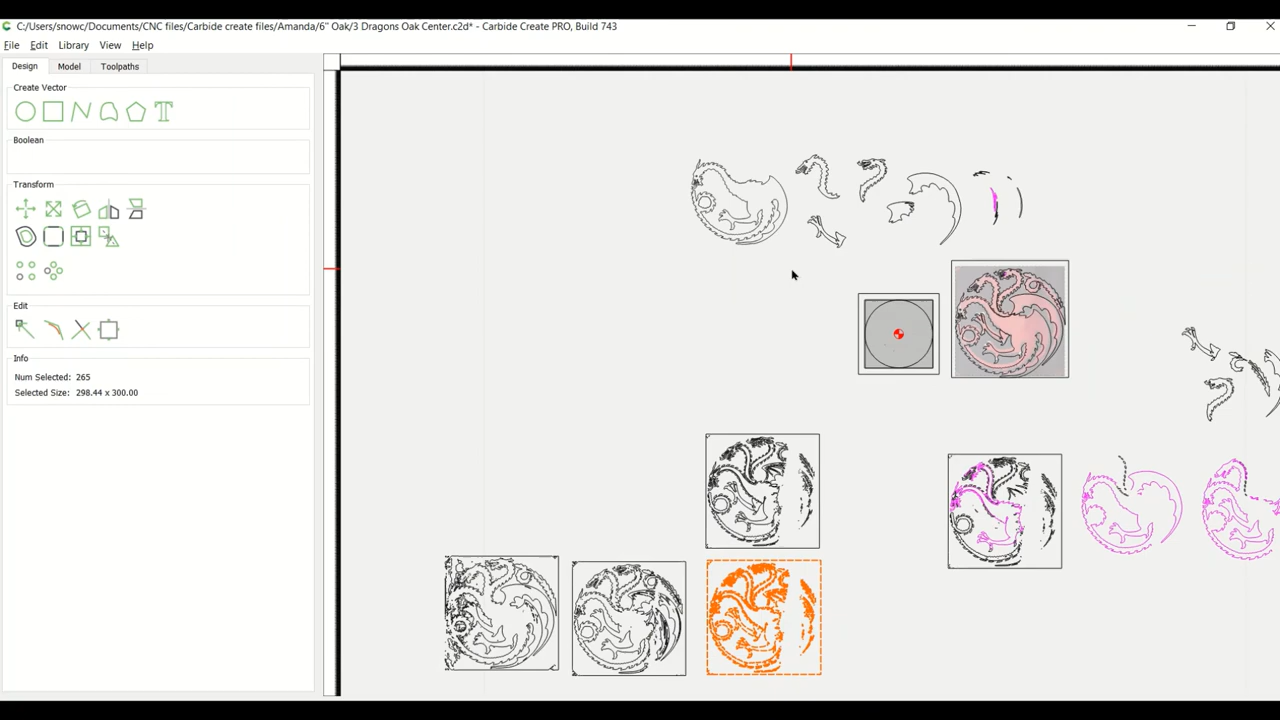 C:/Users/snowc/Documents/CNC files/Carbide create files/Amanda/6" Oak/3 Dragons Oak Center.c2d* - Carbide Create PRO, Build 743
File Edit Library View Help
Design Model Toolpaths
Create Vector
Boolean
Transform
Edit
Info
Num Selected: 265
Selected Size: 298.44 x 300.00